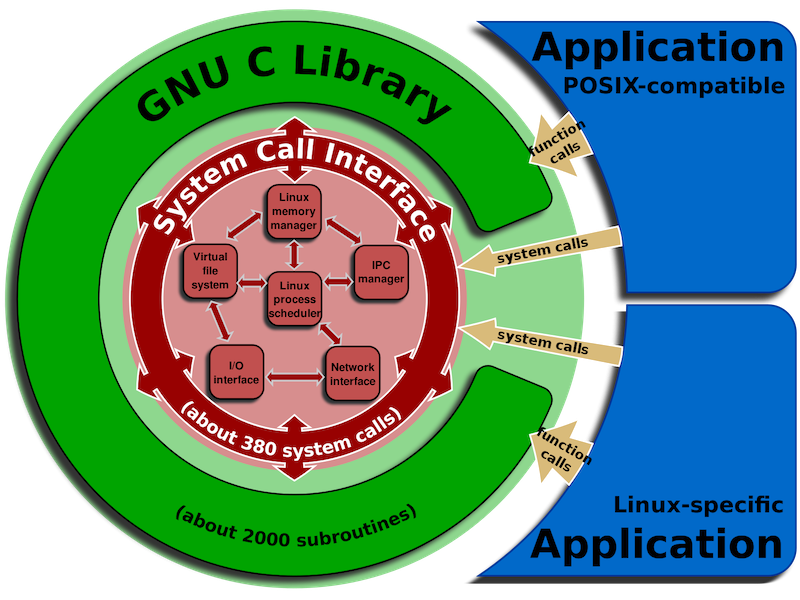 GNU C Library
System Call Interface
Linux
memory
manager
Virtual
file
system
IPC
manager
Linux
process
scheduler
I/O
interface
Network
interface
(about 380 system calls)
(about 2000 subroutines)
Application
POSIX-compatible
function
calls
system calls
system calls
function
calls
Linux-specific
Application